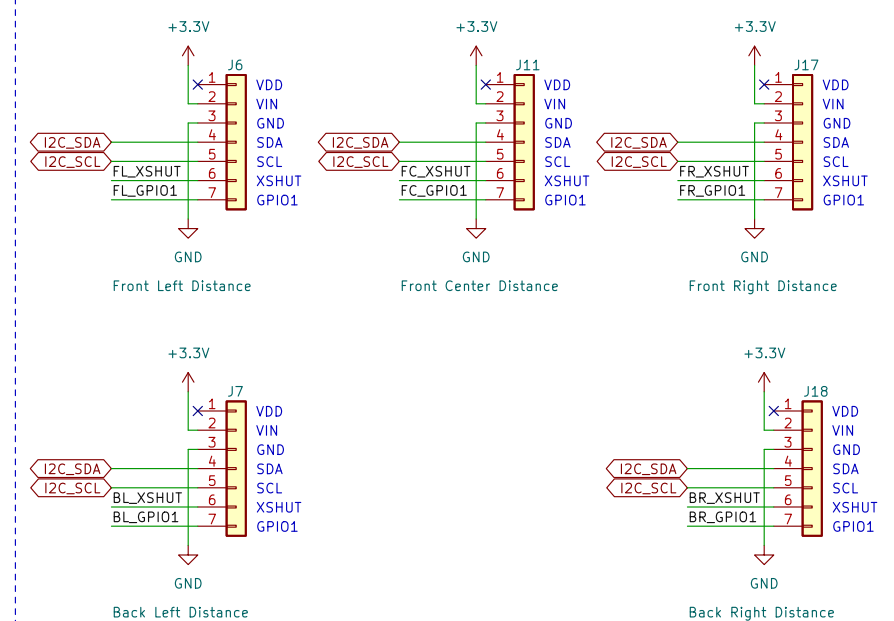 +3.3V +3.3V +3.3V
J6 J11 J17
1 VDD 1 VDD 1 VDD
2 VIN 2 VIN 2 VIN
3 GND 3 GND 3 GND
I2C_SDA 4 SDA I2C_SDA 4 SDA I2C_SDA 4 SDA
I2C_SCL 5 SCL I2C_SCL 5 SCL I2C_SCL 5 SCL
FL_XSHUT 6 XSHUT FC_XSHUT 6 XSHUT FR_XSHUT 6 XSHUT
FL_GPIO1 7 GPIO1 FC_GPIO1 7 GPIO1 FR_GPIO1 7 GPIO1
GND GND GND
Front Left Distance Front Center Distance Front Right Distance
+3.3V +3.3V
J7 J18
1 VDD 1 VDD
2 VIN 2 VIN
3 GND 3 GND
I2C_SDA 4 SDA I2C_SDA 4 SDA
I2C_SCL 5 SCL I2C_SCL 5 SCL
BL_XSHUT 6 XSHUT BR_XSHUT 6 XSHUT
BL_GPIO1 7 GPIO1 BR_GPIO1 7 GPIO1
GND GND
Back Left Distance Back Right Distance